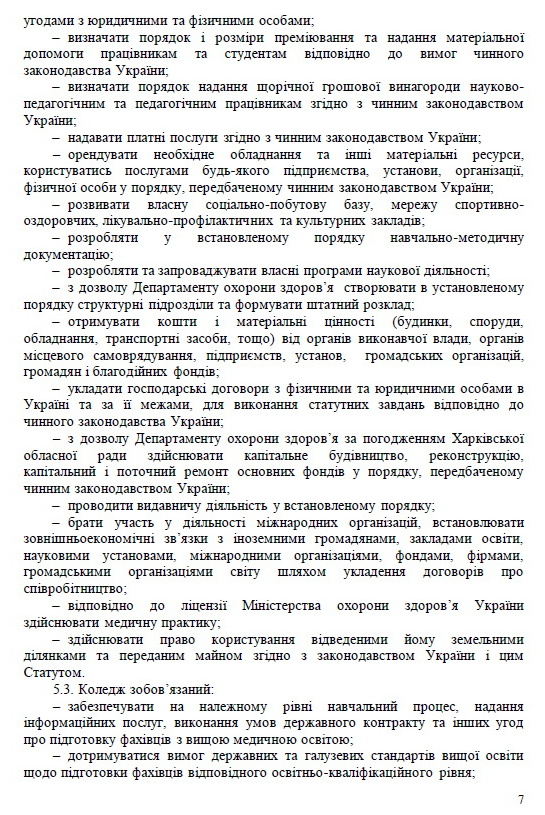 угодами з юридичними та фізичними особами;
– визначати порядок і розміри преміювання та надання матеріальної
допомоги працівникам та студентам відповідно до вимог чинного
законодавства України;
– визначати порядок надання щорічної грошової винагороди науково-
педагогічним та педагогічним працівникам згідно з чинним законодавством
України;
– надавати платні послуги згідно з чинним законодавством України;
– орендувати необхідне обладнання та інші матеріальні ресурси,
користуватись послугами будь-якого підприємства, установи, організації,
фізичної особи у порядку, передбаченому чинним законодавством України;
– розвивати власну соціально-побутову базу, мережу спортивно-
оздоровчих, лікувально-профілактичних та культурних закладів;
– розробляти у встановленому порядку навчально-методичну
документацію;
– розробляти та запроваджувати власні програми наукової діяльності;
– з дозволу Департаменту охорони здоров’я створювати в установленому
порядку структурні підрозділи та формувати штатний розклад;
– отримувати кошти і матеріальні цінності (будинки, споруди,
обладнання, транспортні засоби, тощо) від органів виконавчої влади, органів
місцевого самоврядування, підприємств, установ, громадських організацій,
громадян і благодійних фондів;
– укладати господарські договори з фізичними та юридичними особами в
Україні та за її межами, для виконання статутних завдань відповідно до
чинного законодавства України;
– з дозволу Департаменту охорони здоров’я за погодженням Харківської
обласної ради здійснювати капітальне будівництво, реконструкцію,
капітальний і поточний ремонт основних фондів у порядку, передбаченому
чинним законодавством України;
– проводити видавничу діяльність у встановленому порядку;
– брати участь у діяльності міжнародних організацій, встановлювати
зовнішньоекономічні зв’язки з іноземними громадянами, закладами освіти,
науковими установами, міжнародними організаціями, фондами, фірмами,
громадськими організаціями світу шляхом укладення договорів про
співробітництво;
– відповідно до ліцензії Міністерства охорони здоров’я України
здійснювати медичну практику;
– здійснювати право користування відведеними йому земельними
ділянками та переданим майном згідно з законодавством України і цим
Статутом.
5.3. Коледж зобов’язаний:
– забезпечувати на належному рівні навчальний процес, надання
інформаційних послуг, виконання умов державного контракту та інших угод
про підготовку фахівців з вищою медичною освітою;
– дотримуватися вимог державних та галузевих стандартів вищої освіти
щодо підготовки фахівців відповідного освітньо-кваліфікаційного рівня;
7